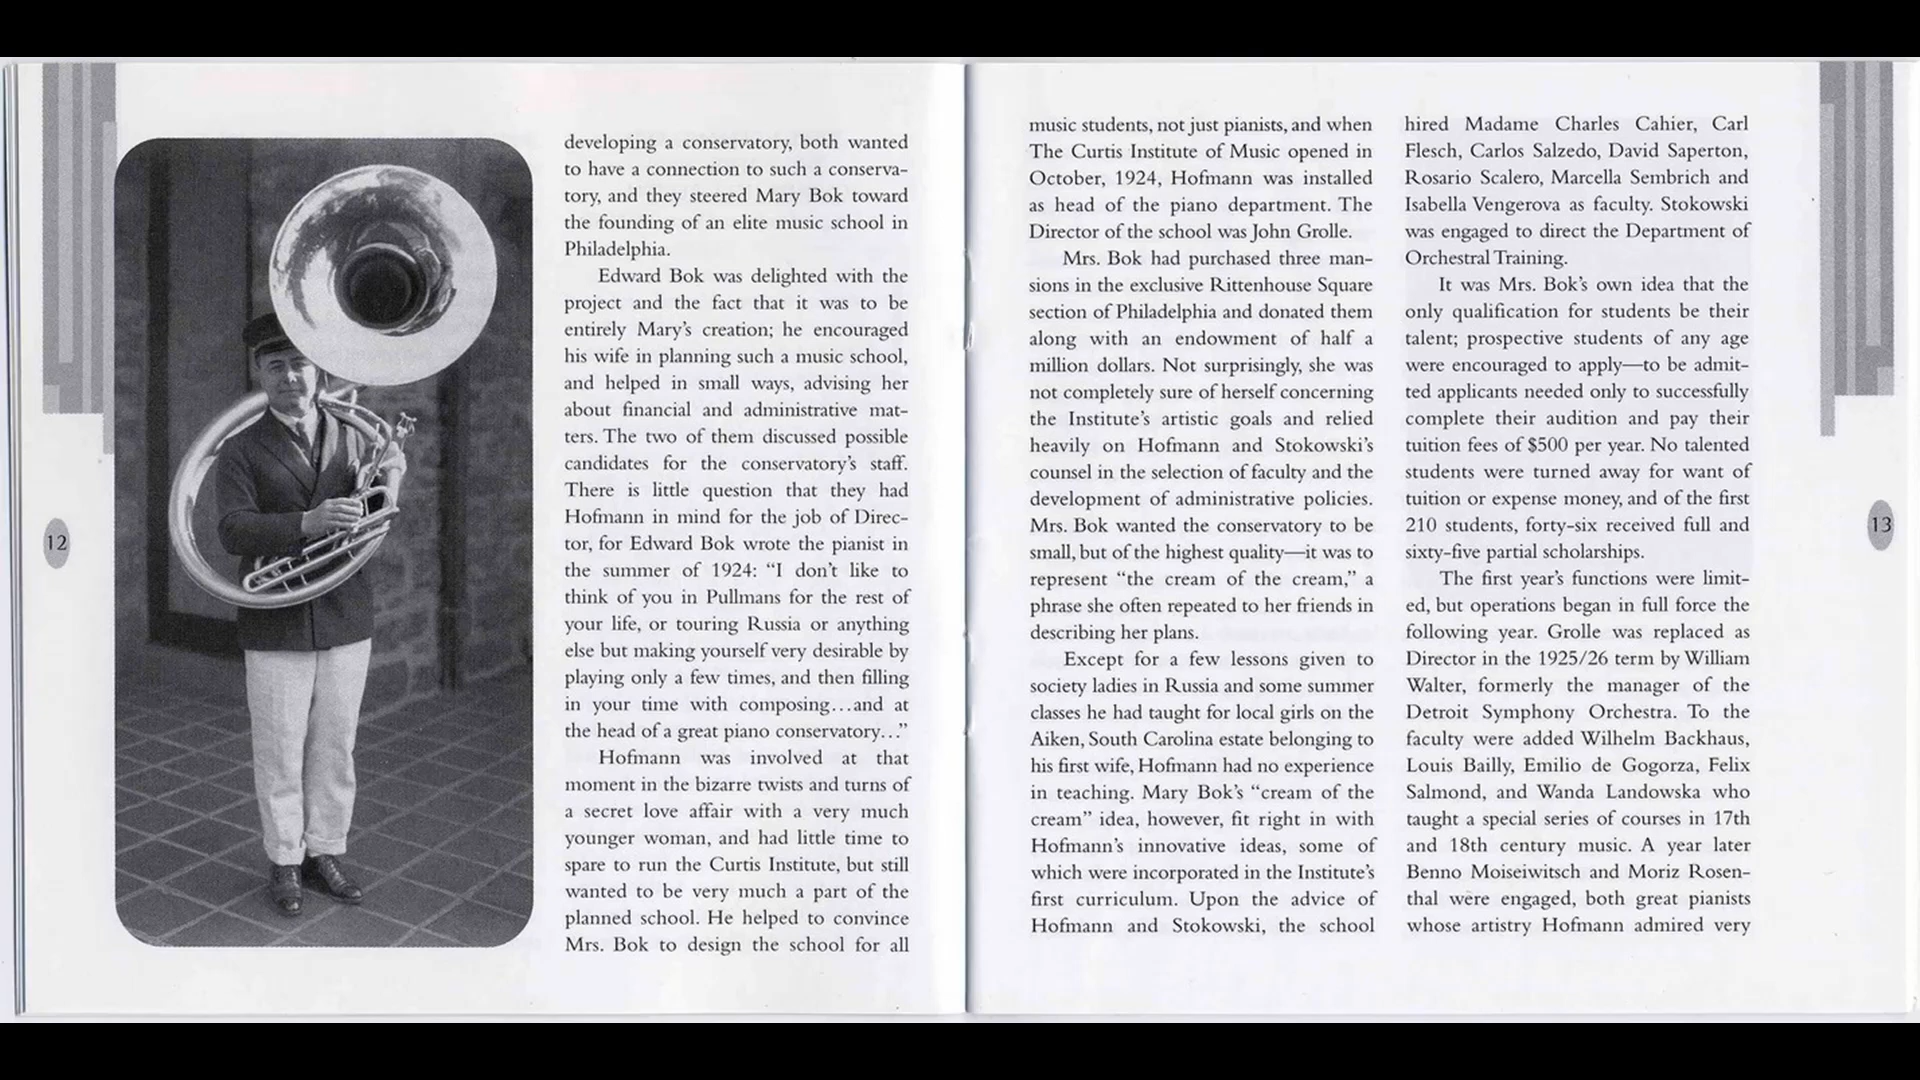 developing a conservatory, both wanted
to have a connection to such a conserva-
tory, and they steered Mary Bok toward
the founding of an elite music school in
Philadelphia.
Edward Bok was delighted with the
project and the fact that it was to be
entirely Mary's creation; he encouraged
his wife in planning such a music school,
and helped in small ways, advising her
about financial and administrative mat-
ters. The two of them discussed possible
candidates for the conservatory's staff.
There is little question that they had
Hofmann in mind for the job of Direc-
tor, for Edward Bok wrote the pianist in
the summer of 1924: “I don't like to
think of you in Pullmans for the rest of
your life, or touring Russia or anything
else but making yourself very desirable by
playing only a few times, and then filling
in your time with composing…and at
the head of a great piano conservatory…”
Hofmann was involved at that
moment in the bizarre twists and turns of
a secret love affair with a very much
younger woman, and had little time to
spare to run the Curtis Institute, but still
wanted to be very much a part of the
planned school. He helped to convince
Mrs. Bok to design the school for all
12
music students, not just pianists, and when
The Curtis Institute of Music opened in
October, 1924, Hofmann was installed
as head of the piano department. The
Director of the school was John Grolle.
Mrs. Bok had purchased three man-
sions in the exclusive Rittenhouse Square
section of Philadelphia and donated them
along with an endowment of half a
million dollars. Not surprisingly, she was
not completely sure of herself concerning
the Institute's artistic goals and relied
heavily on Hofmann and Stokowski's
counsel in the selection of faculty and the
development of administrative policies.
Mrs. Bok wanted the conservatory to be
small, but of the highest quality—it was to
represent “the cream of the cream,” a
phrase she often repeated to her friends in
describing her plans.
Except for a few lessons given to
society ladies in Russia and some summer
classes he had taught for local girls on the
Aiken, South Carolina estate belonging to
his first wife, Hofmann had no experience
in teaching. Mary Bok's “cream of the
cream” idea, however, fit right in with
Hofmann's innovative ideas, some of
which were incorporated in the Institute's
first curriculum. Upon the advice of
Hofmann and Stokowski, the school
hired Madame Charles Cahier, Carl
Flesch, Carlos Salzedo, David Saperton,
Rosario Scalero, Marcella Sembrich and
Isabella Vengerova as faculty. Stokowski
was engaged to direct the Department of
Orchestral Training.
It was Mrs. Bok's own idea that the
only qualification for students be their
talent; prospective students of any age
were encouraged to apply—to be admit-
ted applicants needed only to successfully
complete their audition and pay their
tuition fees of $500 per year. No talented
students were turned away for want of
tuition or expense money, and of the first
210 students, forty-six received full and
sixty-five partial scholarships.
The first year's functions were limit-
ed, but operations began in full force the
following year. Grolle was replaced as
Director in the 1925/26 term by William
Walter, formerly the manager of the
Detroit Symphony Orchestra. To the
faculty were added Wilhelm Backhaus,
Louis Bailly, Emilio de Gogorza, Felix
Salmond, and Wanda Landowska who
taught a special series of courses in 17th
and 18th century music. A year later
Benno Moiseiwitsch and Moriz Rosen-
thal were engaged, both great pianists
whose artistry Hofmann admired very
13